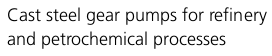 Cast steel gear pumps for refinery
and petrochemical processes